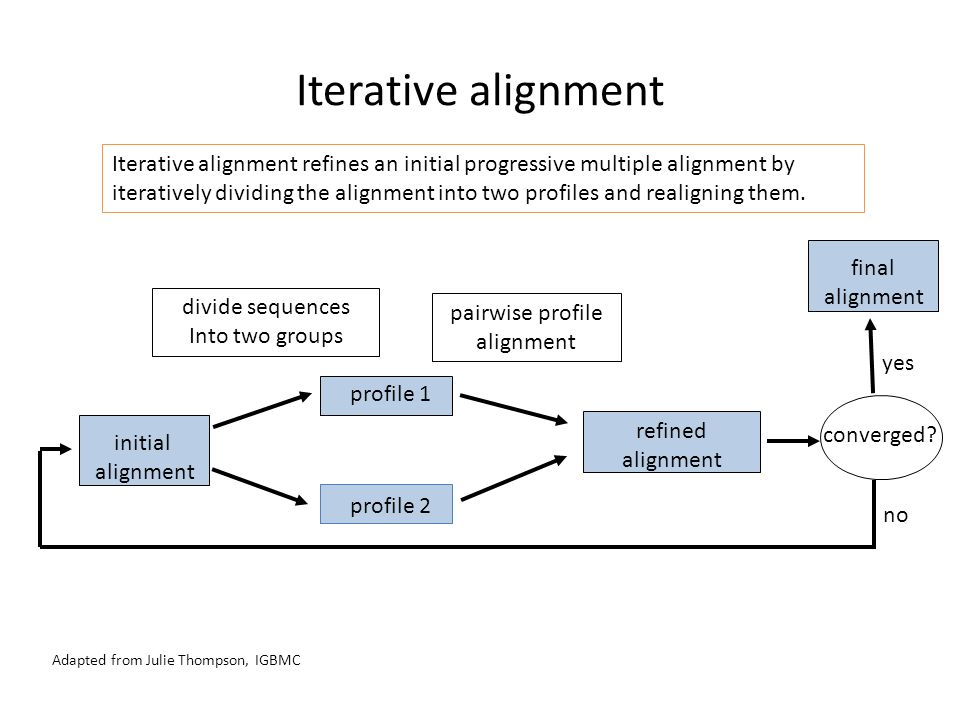 Iterative alignment
Iterative alignment refines an initial progressive multiple alignment by
iteratively dividing the alignment into two profiles and realigning them.
final
alignment
divide sequences
Into two groups
pairwise profile
alignment
yes
profile 1
initial
alignment
refined
alignment
converged?
profile 2
no
Adapted from Julie Thompson, IGBMC